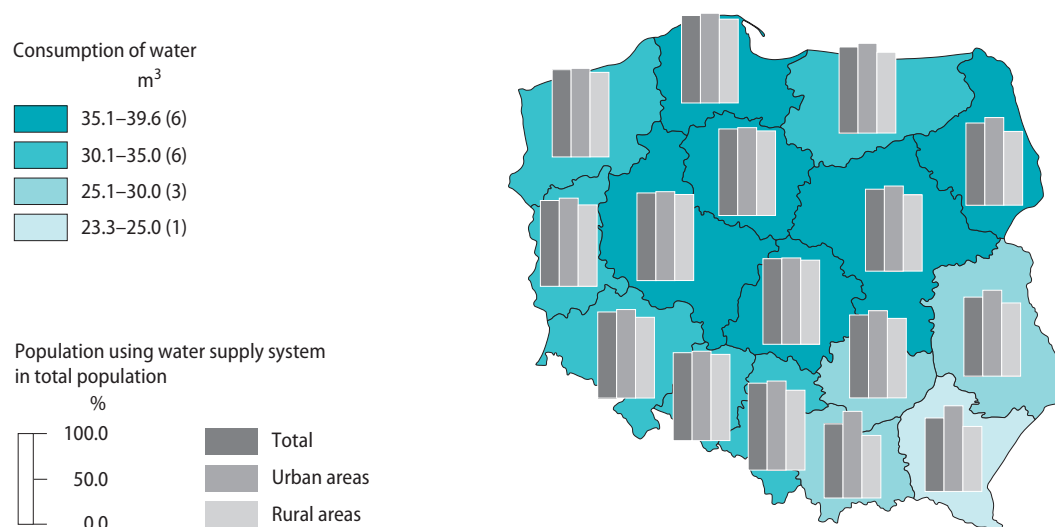 Consumption of water
m³
35.1–39.6 (6)
30.1–35.0 (6)
25.1–30.0 (3)
23.3–25.0 (1)
Population using water supply system
in total population
%
100.0
50.0
0.0
Total
Urban areas
Rural areas